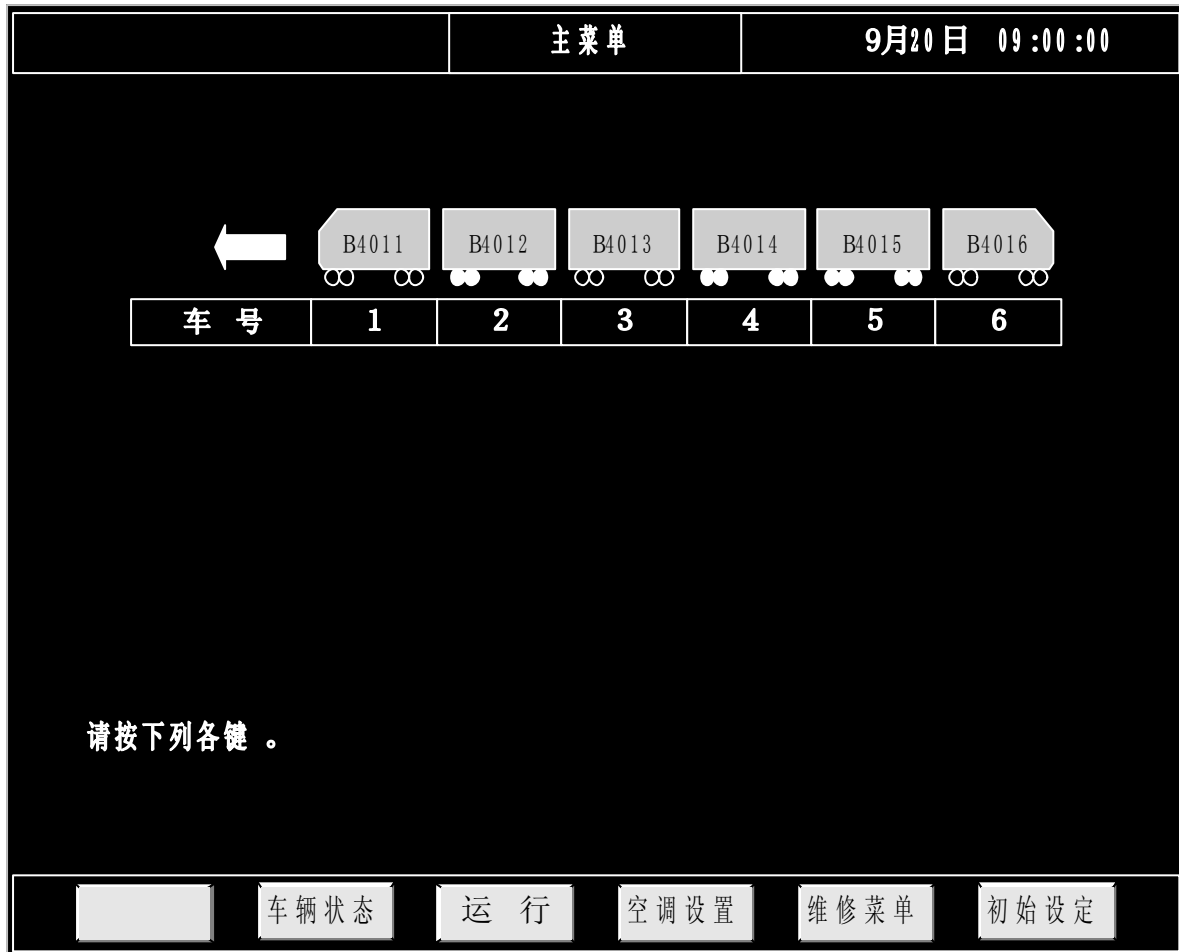 主菜单 9月20日 09:00:00
B4011 B4012 B4013 B4014 B4015 B4016
车号 1 2 3 4 5 6
请按下列各键。
车辆状态 运行 空调设置 维修菜单 初始设定